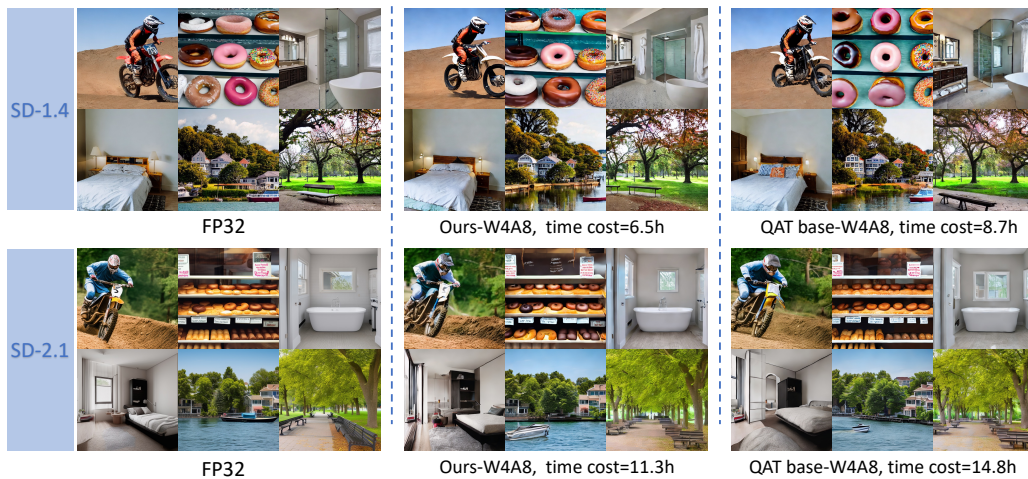 SD-1.4
FP32
Ours-W4A8, time cost=6.5h
QAT base-W4A8, time cost=8.7h
SD-2.1
FP32
Ours-W4A8, time cost=11.3h
QAT base-W4A8, time cost=14.8h